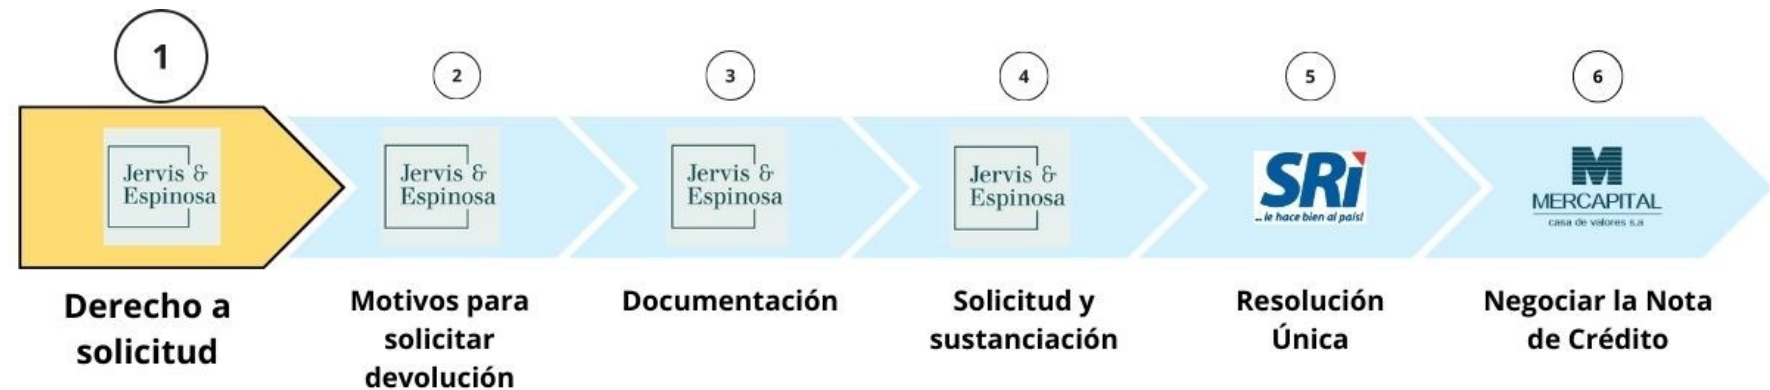 1
2
3
4
5
6
Jervis &
Espinosa
Jervis &
Espinosa
Jervis &
Espinosa
Jervis &
Espinosa
SRi
... le hace bien al país!
M
MERCAPITAL
casa de valores s.a
Derecho a
solicitud
Motivos para
solicitar
devolución
Documentación
Solicitud y
sustanciación
Resolución
Única
Negociar la Nota
de Crédito